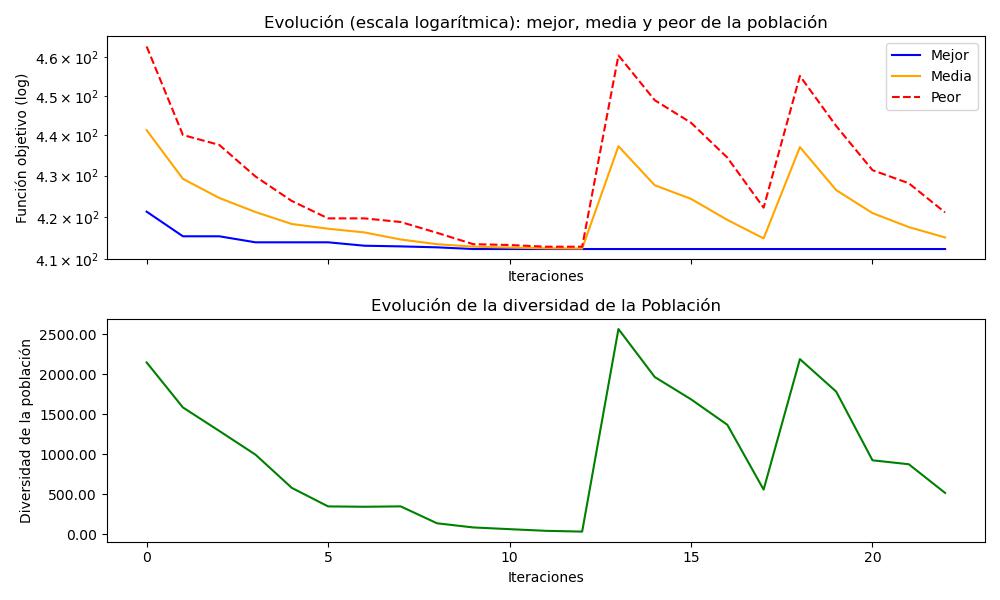 Evolución (escala logarítmica): mejor, media y peor de la población
Función objetivo (log)
4.6 × 10²
4.5 × 10²
4.4 × 10²
4.3 × 10²
4.2 × 10²
4.1 × 10²
Mejor
Media
Peor
Iteraciones
Evolución de la diversidad de la Población
Diversidad de la población
2500.00
2000.00
1500.00
1000.00
500.00
0.00
0 5 10 15 20
Iteraciones